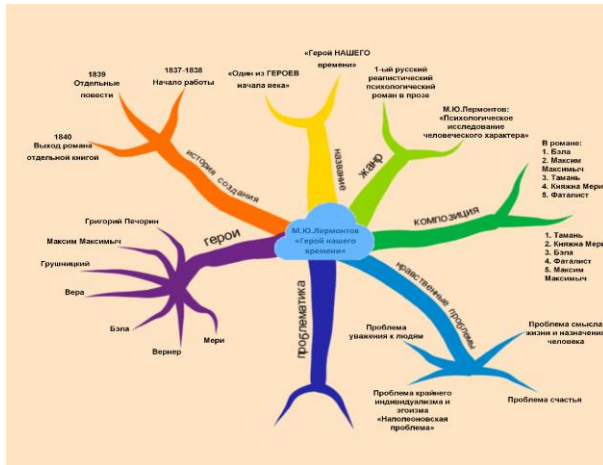 «Герой НАШЕГО
времени»
1839
Отдельные
повести
1837-1838
Начало работы
«Один из ГЕРОЕВ
начала века»
1-ый русский
реалистический
психологический
роман в прозе
М.Ю.Лермонтов:
«Психологическое
исследование
человеческого характера»
1840
Выход романа
отдельной книгой
история создания
название
жанр
В романе:
1. Бэла
2. Максим
Максимыч
3. Тамань
4. Княжна Мери
5. Фаталист
композиция
1. Тамань
2. Княжна Мери
3. Бэла
4. Фаталист
5. Максим
Максимыч
М.Ю.Лермонтов
«Герой нашего
времени»
герои
Григорий Печорин
Максим Максимыч
Грушницкий
Вера
Бэла
Вернер
Мери
проблематика
нравственные проблемы
Проблема
уважения к людям
Проблема смысла
жизни и назначения
человека
Проблема крайнего
индивидуализма и
эгоизма
«Наполеоновская
проблема»
Проблема счастья